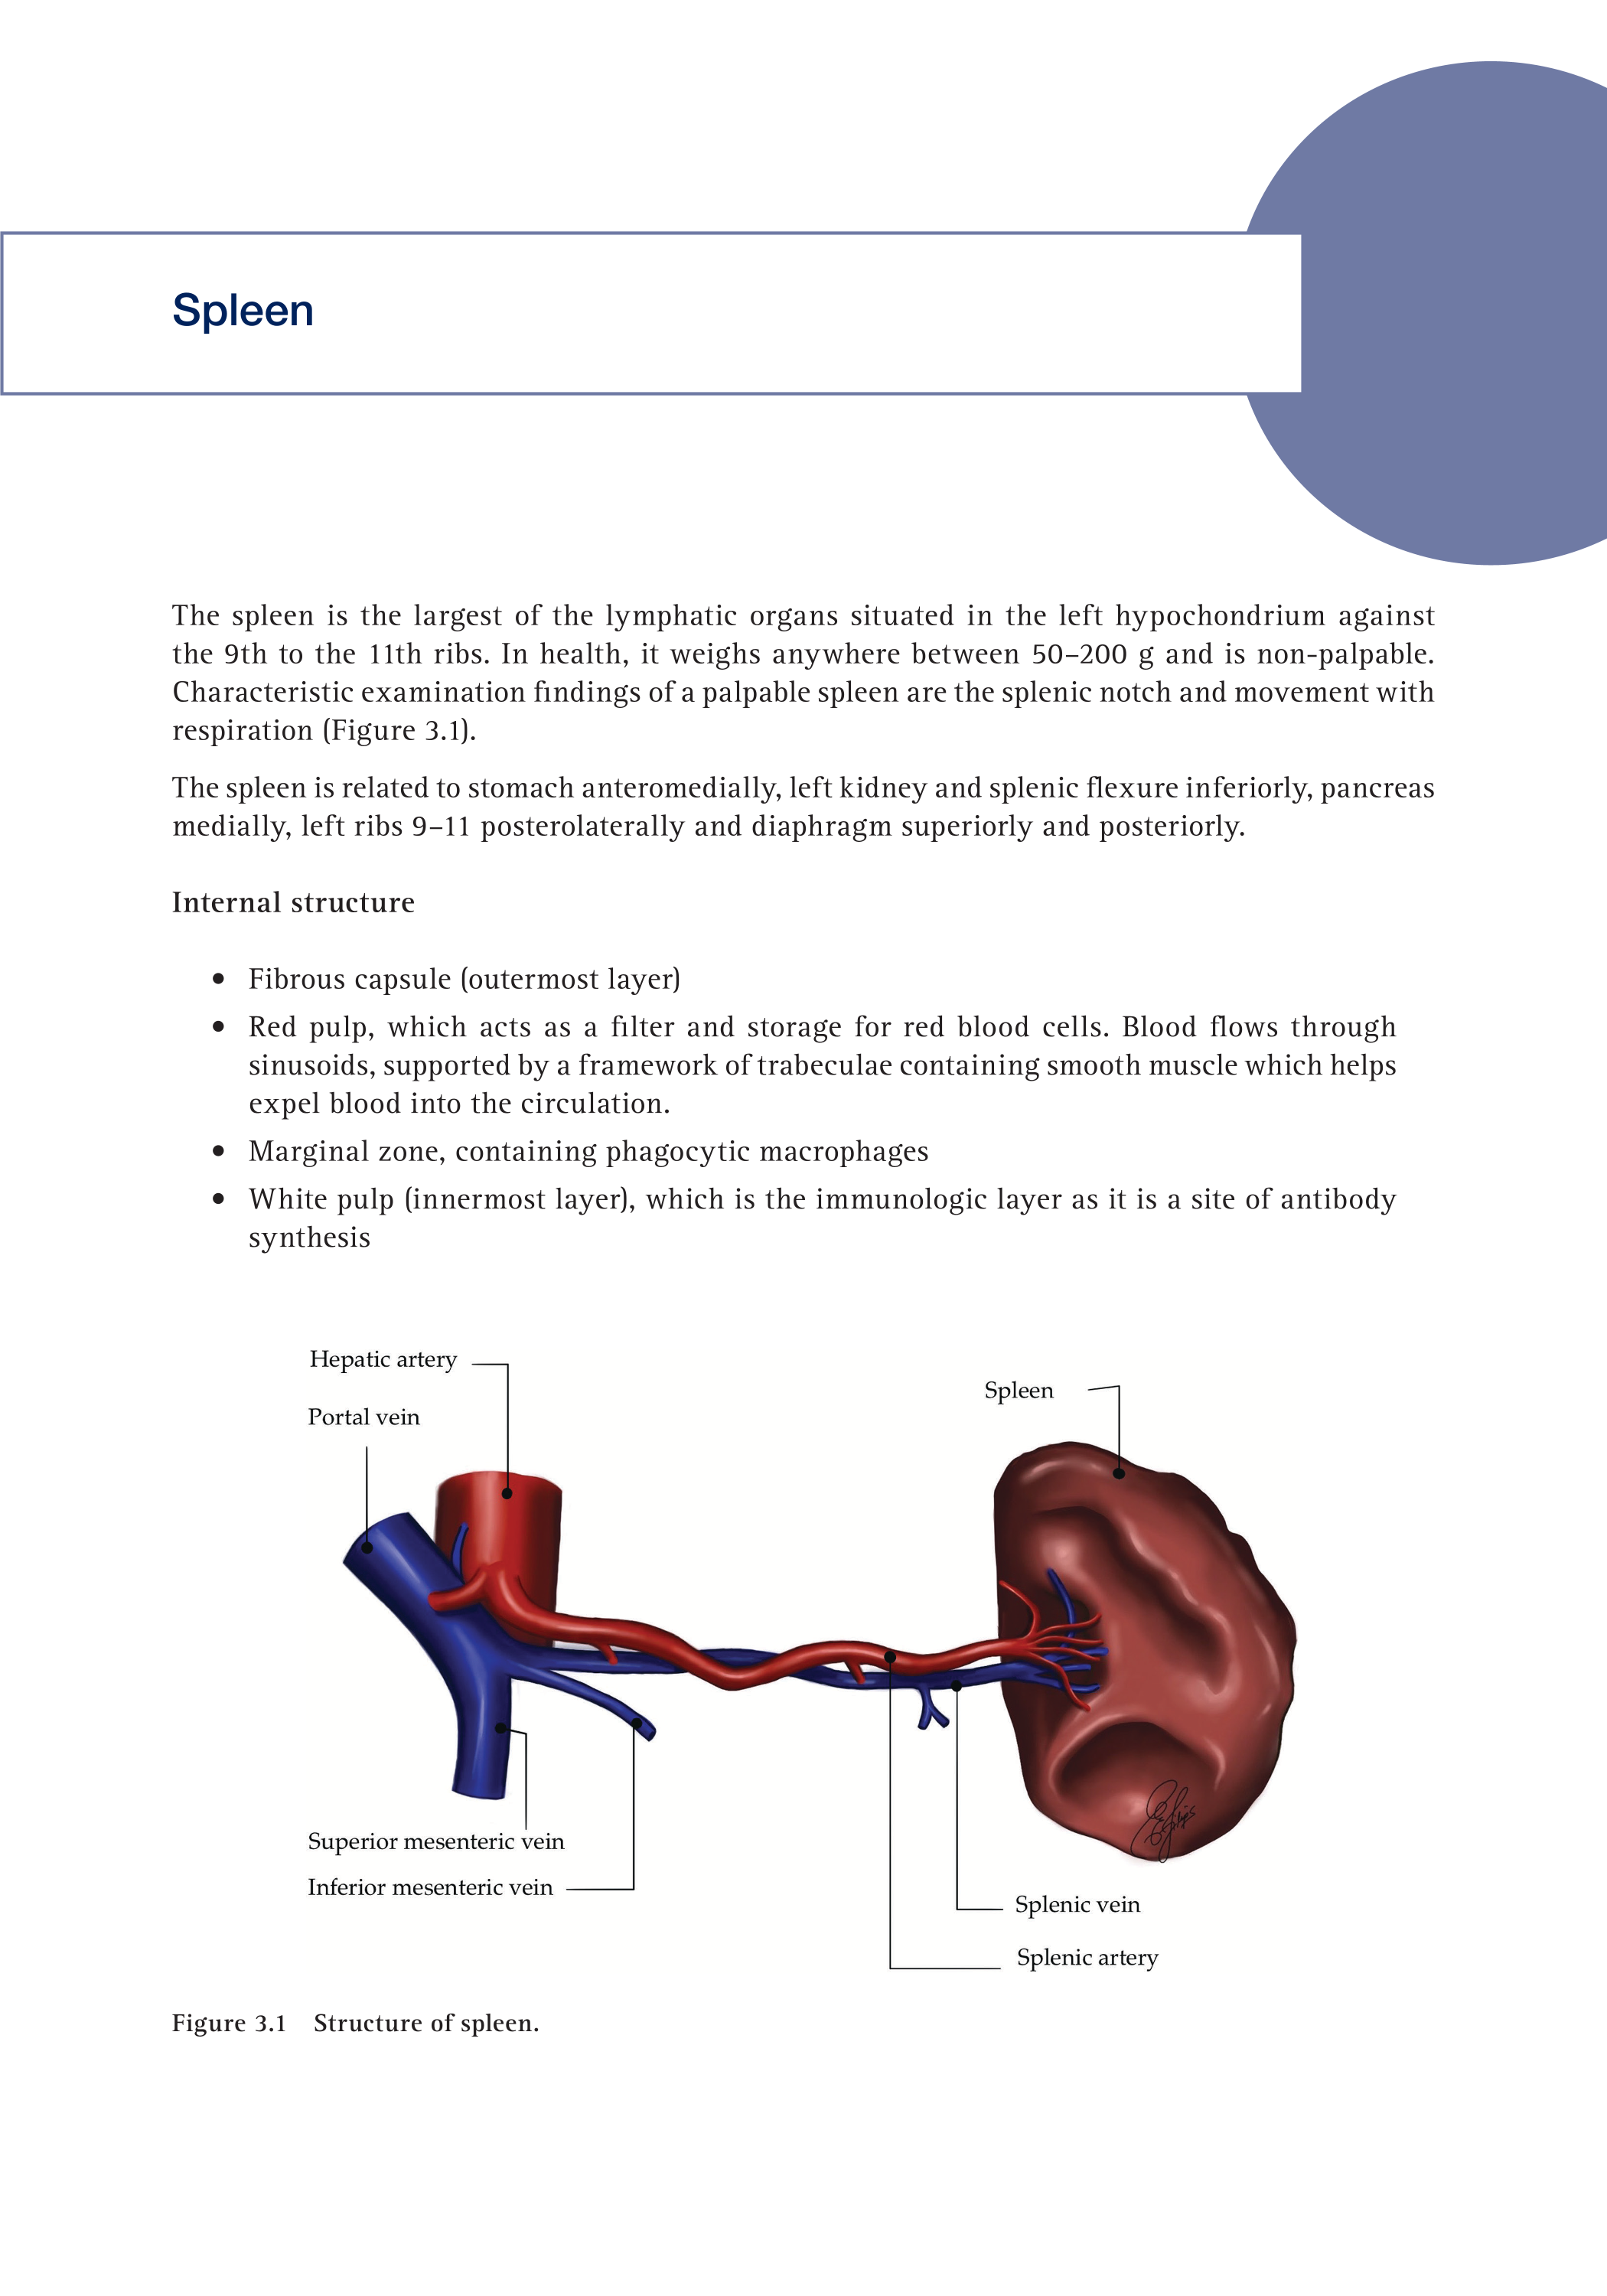 Spleen
The spleen is the largest of the lymphatic organs situated in the left hypochondrium against
the 9th to the 11th ribs. In health, it weighs anywhere between 50–200 g and is non-palpable.
Characteristic examination findings of a palpable spleen are the splenic notch and movement with
respiration (Figure 3.1).
The spleen is related to stomach anteromedially, left kidney and splenic flexure inferiorly, pancreas
medially, left ribs 9–11 posterolaterally and diaphragm superiorly and posteriorly.
Internal structure
• Fibrous capsule (outermost layer)
• Red pulp, which acts as a filter and storage for red blood cells. Blood flows through
sinusoids, supported by a framework of trabeculae containing smooth muscle which helps
expel blood into the circulation.
• Marginal zone, containing phagocytic macrophages
• White pulp (innermost layer), which is the immunologic layer as it is a site of antibody
synthesis
Hepatic artery
Spleen
Portal vein
Superior mesenteric vein
Inferior mesenteric vein
Splenic vein
Splenic artery
Figure 3.1 Structure of spleen.